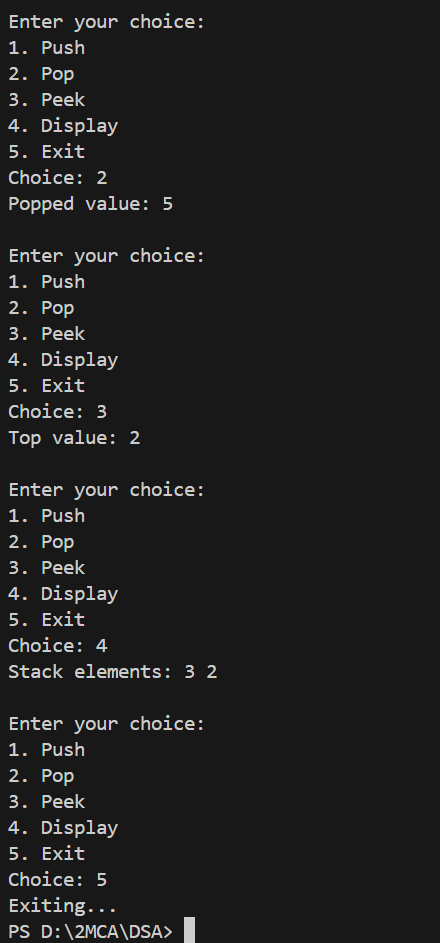 Enter your choice:
1. Push
2. Pop
3. Peek
4. Display
5. Exit
Choice: 2
Popped value: 5

Enter your choice:
1. Push
2. Pop
3. Peek
4. Display
5. Exit
Choice: 3
Top value: 2

Enter your choice:
1. Push
2. Pop
3. Peek
4. Display
5. Exit
Choice: 4
Stack elements: 3 2

Enter your choice:
1. Push
2. Pop
3. Peek
4. Display
5. Exit
Choice: 5
Exiting...
PS D:\2MCA\DSA>